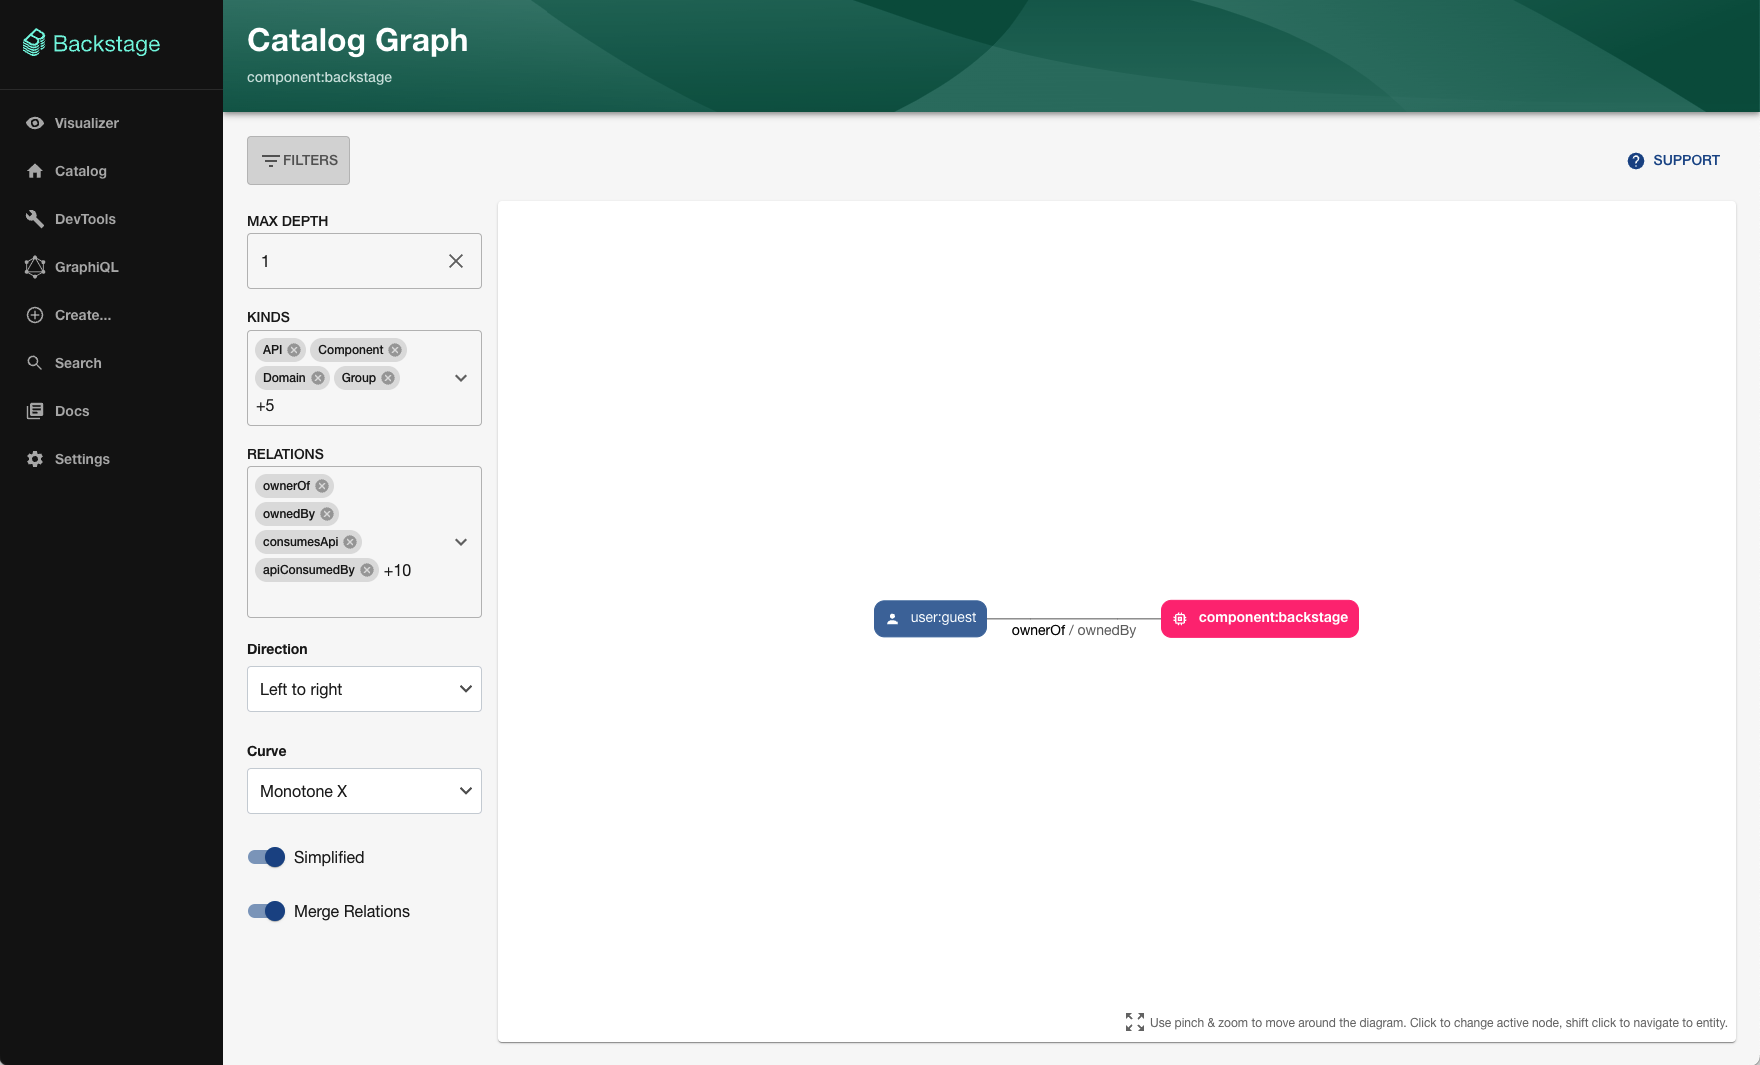 Backstage
Visualizer
Catalog
DevTools
GraphiQL
Create...
Search
Docs
Settings
Catalog Graph
component:backstage
FILTERS
SUPPORT
MAX DEPTH
1
KINDS
API Component
Domain Group
+5
RELATIONS
ownerOf
ownedBy
consumesApi
apiConsumedBy +10
Direction
Left to right
Curve
Monotone X
Simplified
Merge Relations
user:guest
ownerOf / ownedBy
component:backstage
Use pinch & zoom to move around the diagram. Click to change active node, shift click to navigate to entity.